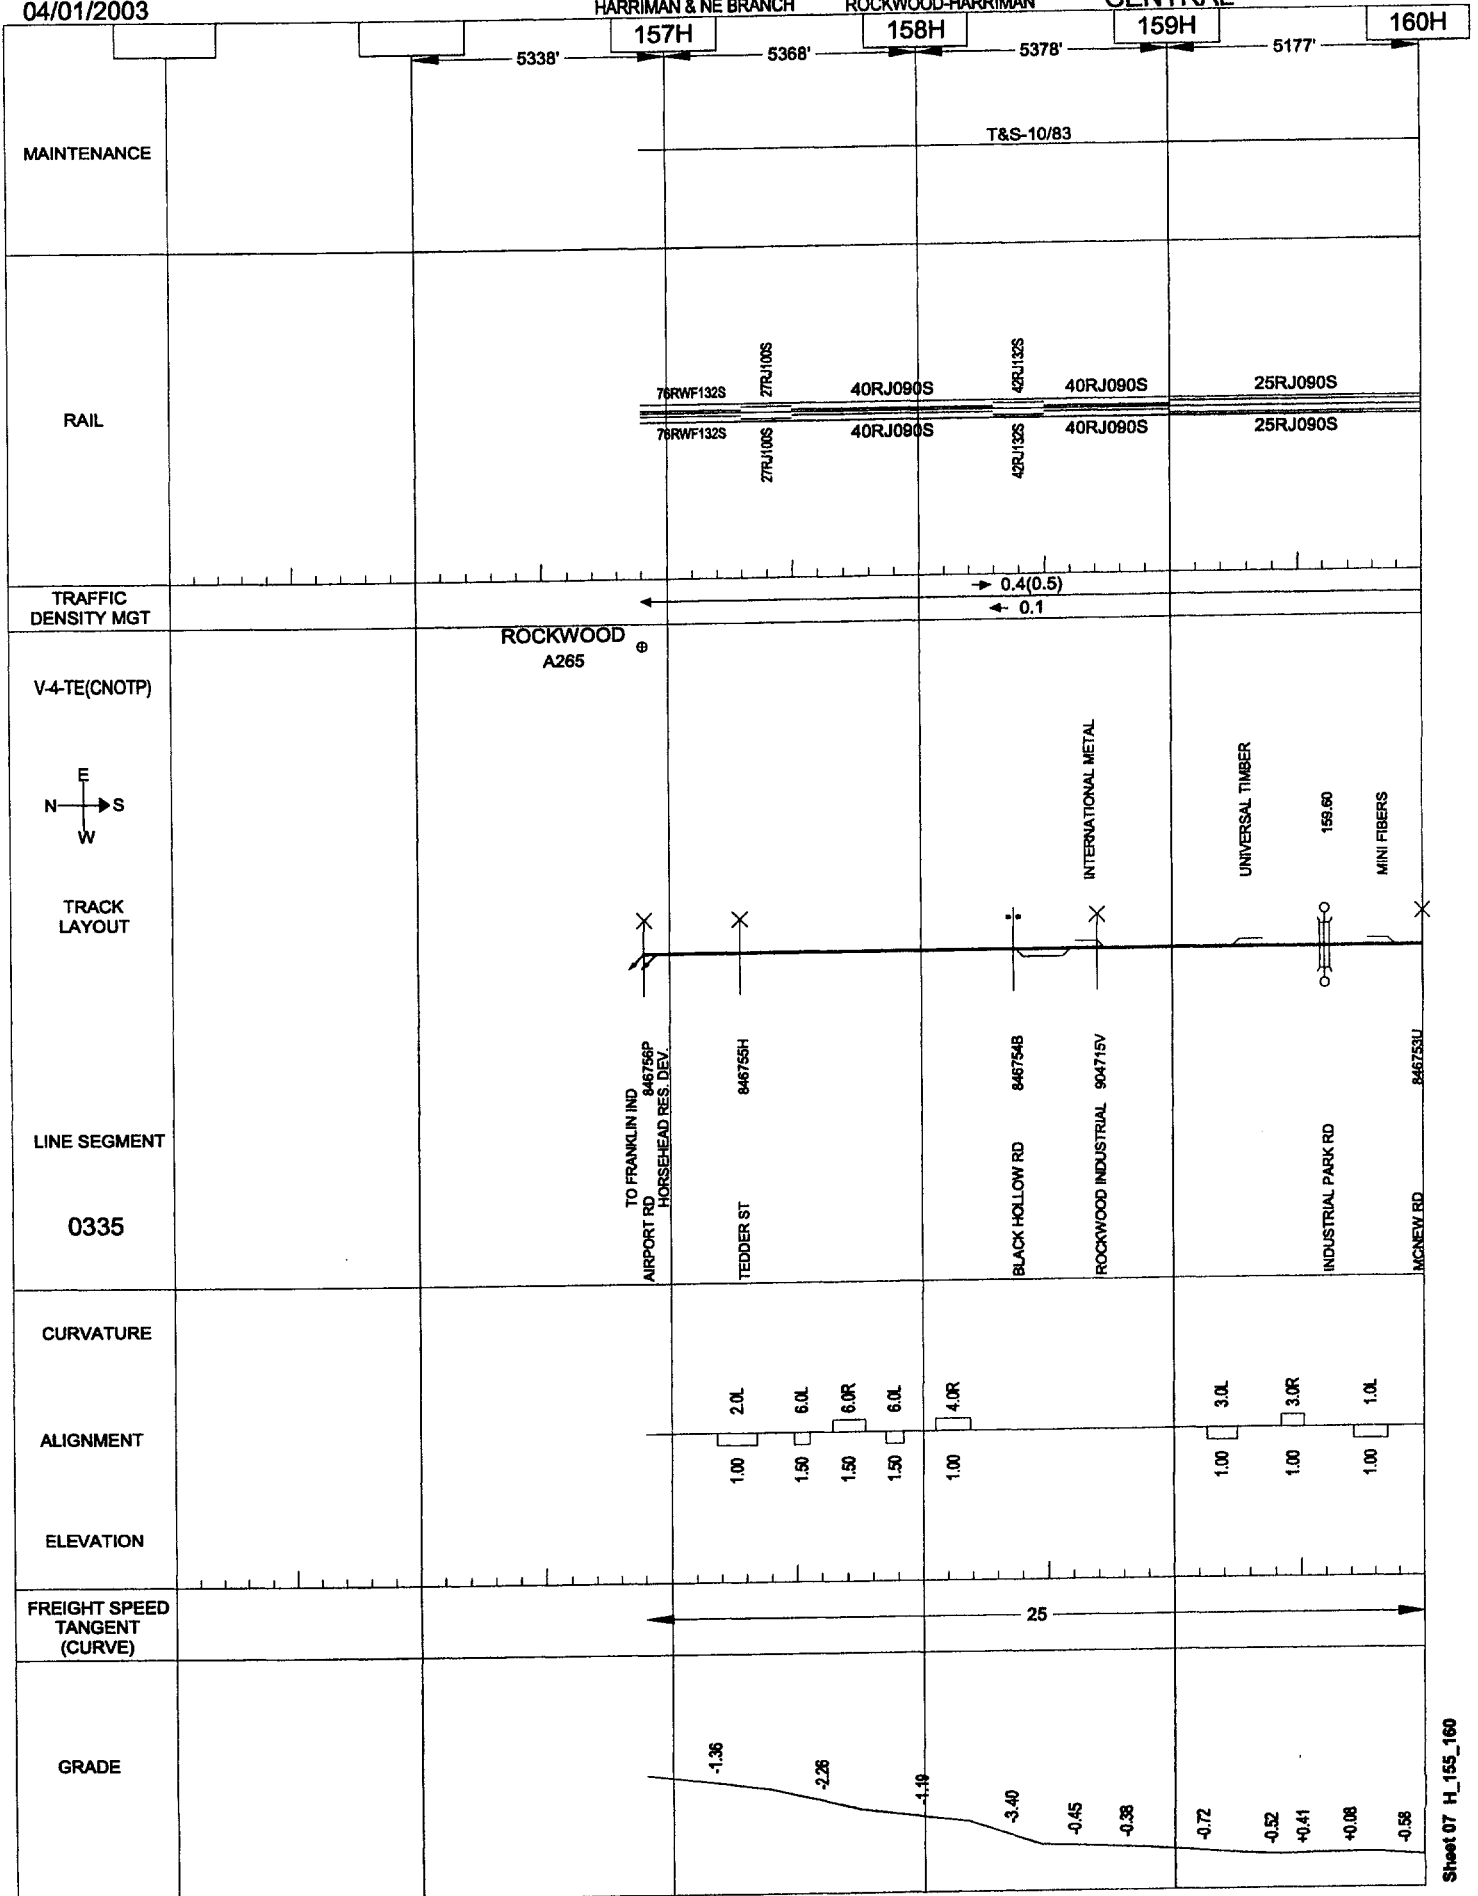 04/01/2003
HARRIMAN & NE BRANCH
ROCKWOOD-HARRIMAN
CENTRAL
157H
158H
159H
160H
5338'
5368'
5378'
5177'
MAINTENANCE
T&S-10/83
RAIL
76RWF132S
27RJ100S
40RJ090S
42RJ132S
40RJ090S
25RJ090S
76RWF132S
27RJ100S
40RJ090S
42RJ132S
40RJ090S
25RJ090S
TRAFFIC
DENSITY MGT
0.4(0.5)
0.1
ROCKWOOD
A265
V-4-TE(CNOTP)
E
N S
W
INTERNATIONAL METAL
UNIVERSAL TIMBER
159.60
MINI FIBERS
TRACK
LAYOUT
LINE SEGMENT
0335
TO FRANKLIN IND
AIRPORT RD 846756P
HORSEHEAD RES. DEV.
TEDDER ST 846755H
BLACK HOLLOW RD 846754B
ROCKWOOD INDUSTRIAL 904715V
INDUSTRIAL PARK RD
MCNEW RD 846753U
CURVATURE
2.0L
6.0L
6.0R
6.0L
4.0R
3.0L
3.0R
1.0L
ALIGNMENT
1.00
1.50
1.50
1.50
1.00
1.00
1.00
1.00
ELEVATION
FREIGHT SPEED
TANGENT
(CURVE)
25
GRADE
-1.36
-2.26
-1.19
-3.40
-0.45
-0.38
-0.72
-0.52
+0.41
+0.08
-0.58
Sheet 07 H_155_160